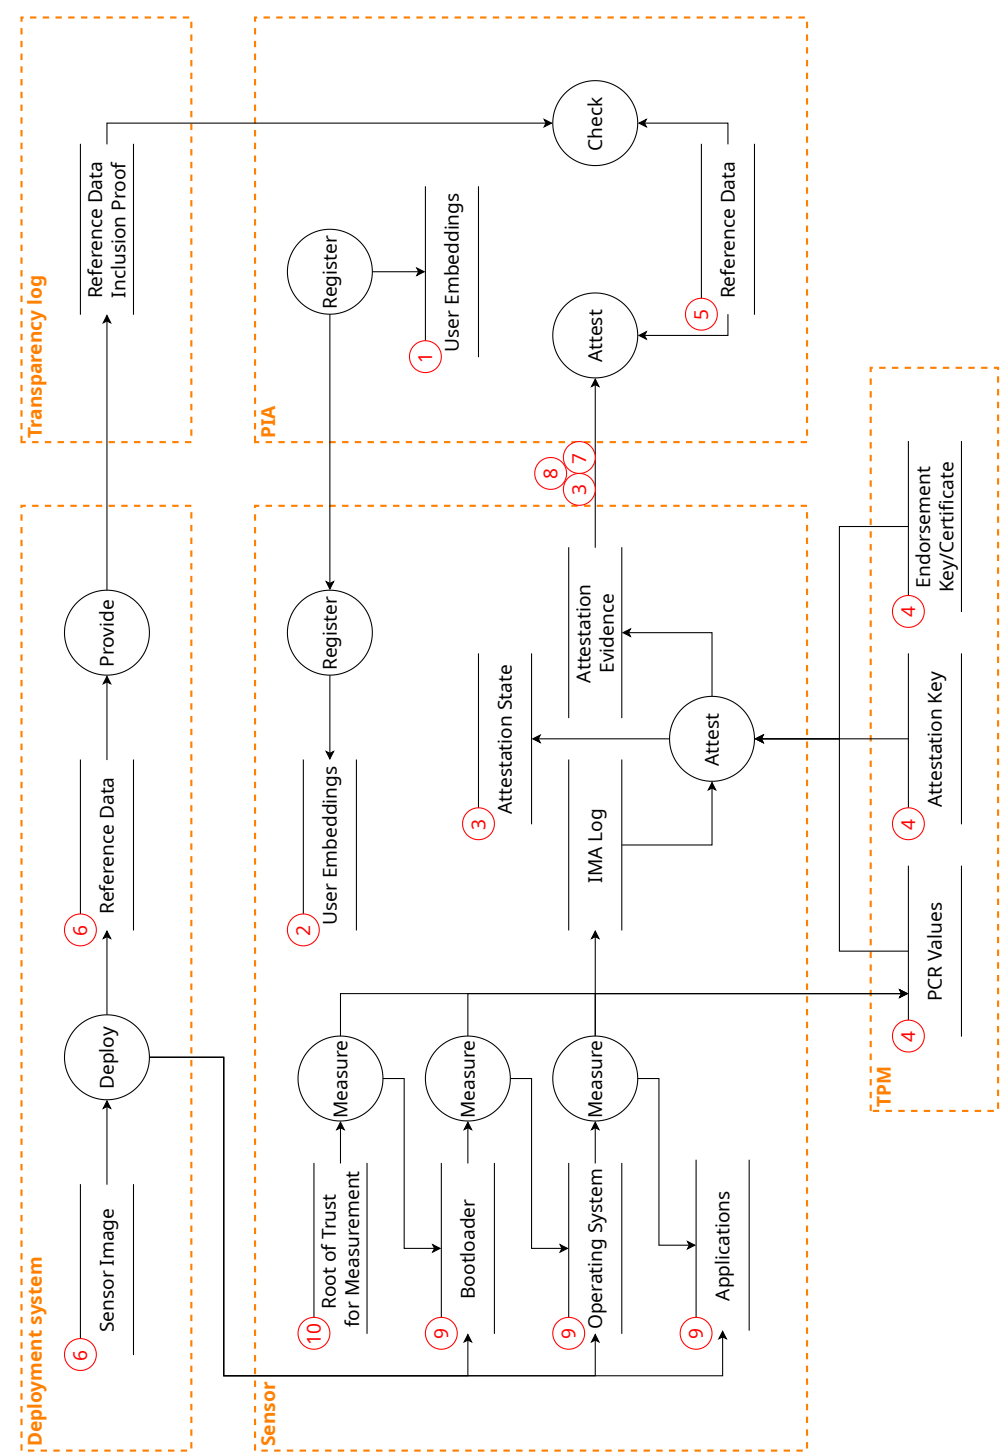 Deployment system
Sensor Image
6
Deploy
Reference Data
6
Provide
Transparency log
Reference Data
Inclusion Proof
Sensor
Root of Trust
for Measurement
10
Measure
Bootloader
9
Measure
Operating System
9
Measure
Applications
9
User Embeddings
2
Register
IMA Log
Attestation State
3
Attest
Attestation
Evidence
8
3
7
PIA
Register
User Embeddings
1
Attest
Reference Data
5
Check
TPM
PCR Values
4
Attestation Key
4
Endorsement
Key/Certificate
4